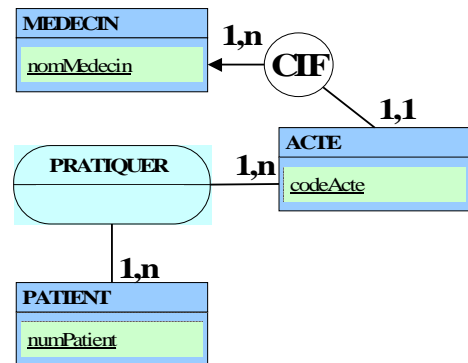 MEDECIN
nomMedecin
1,n
CIF
1,1
ACTE
codeActe
PRATIQUER
1,n
1,n
PATIENT
numPatient